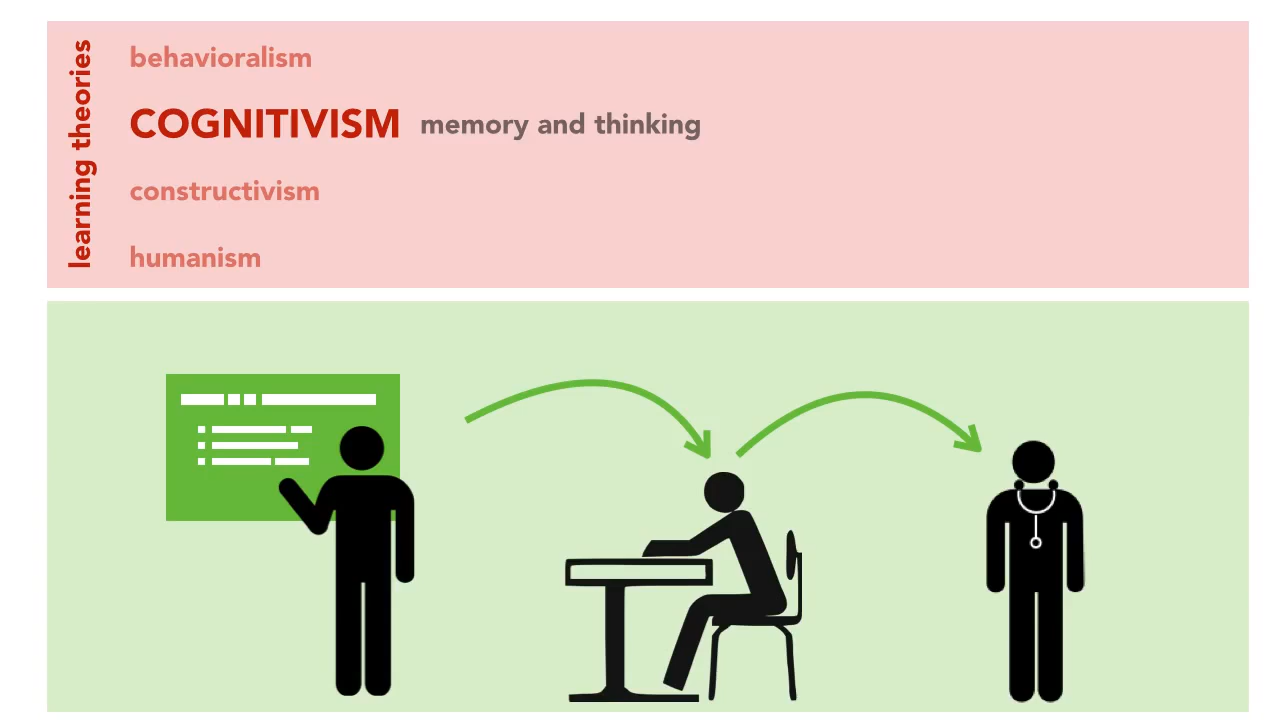 learning theories
behavioralism
COGNITIVISM memory and thinking
constructivism
humanism